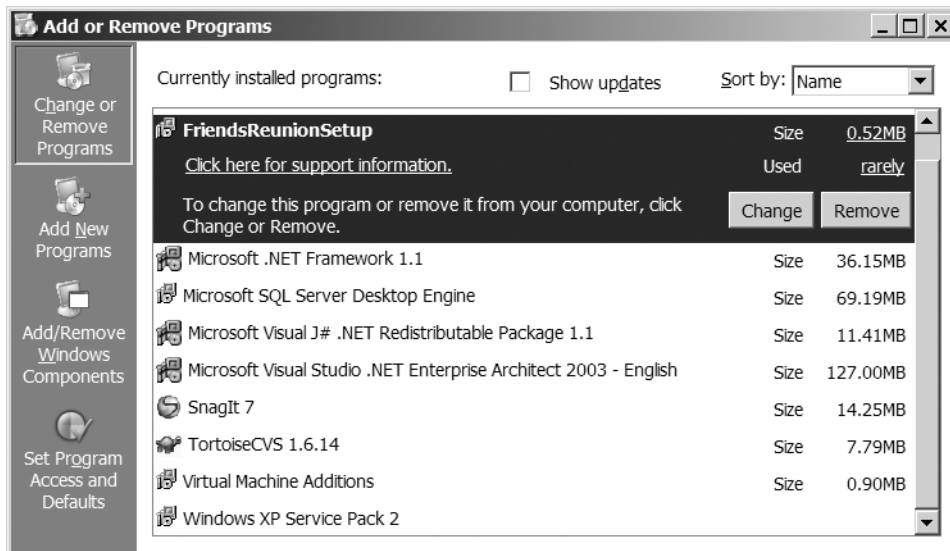 Add or Remove Programs
Change or
Remove
Programs
Add New
Programs
Add/Remove
Windows
Components
Set Program
Access and
Defaults
Currently installed programs:
Show updates
Sort by: Name
FriendsReunionSetup Size 0.52MB
Click here for support information. Used rarely
To change this program or remove it from your computer, click
Change or Remove.
Change Remove
Microsoft .NET Framework 1.1 Size 36.15MB
Microsoft SQL Server Desktop Engine Size 69.19MB
Microsoft Visual J# .NET Redistributable Package 1.1 Size 11.41MB
Microsoft Visual Studio .NET Enterprise Architect 2003 - English Size 127.00MB
SnagIt 7 Size 14.25MB
TortoiseCVS 1.6.14 Size 7.79MB
Virtual Machine Additions Size 0.90MB
Windows XP Service Pack 2